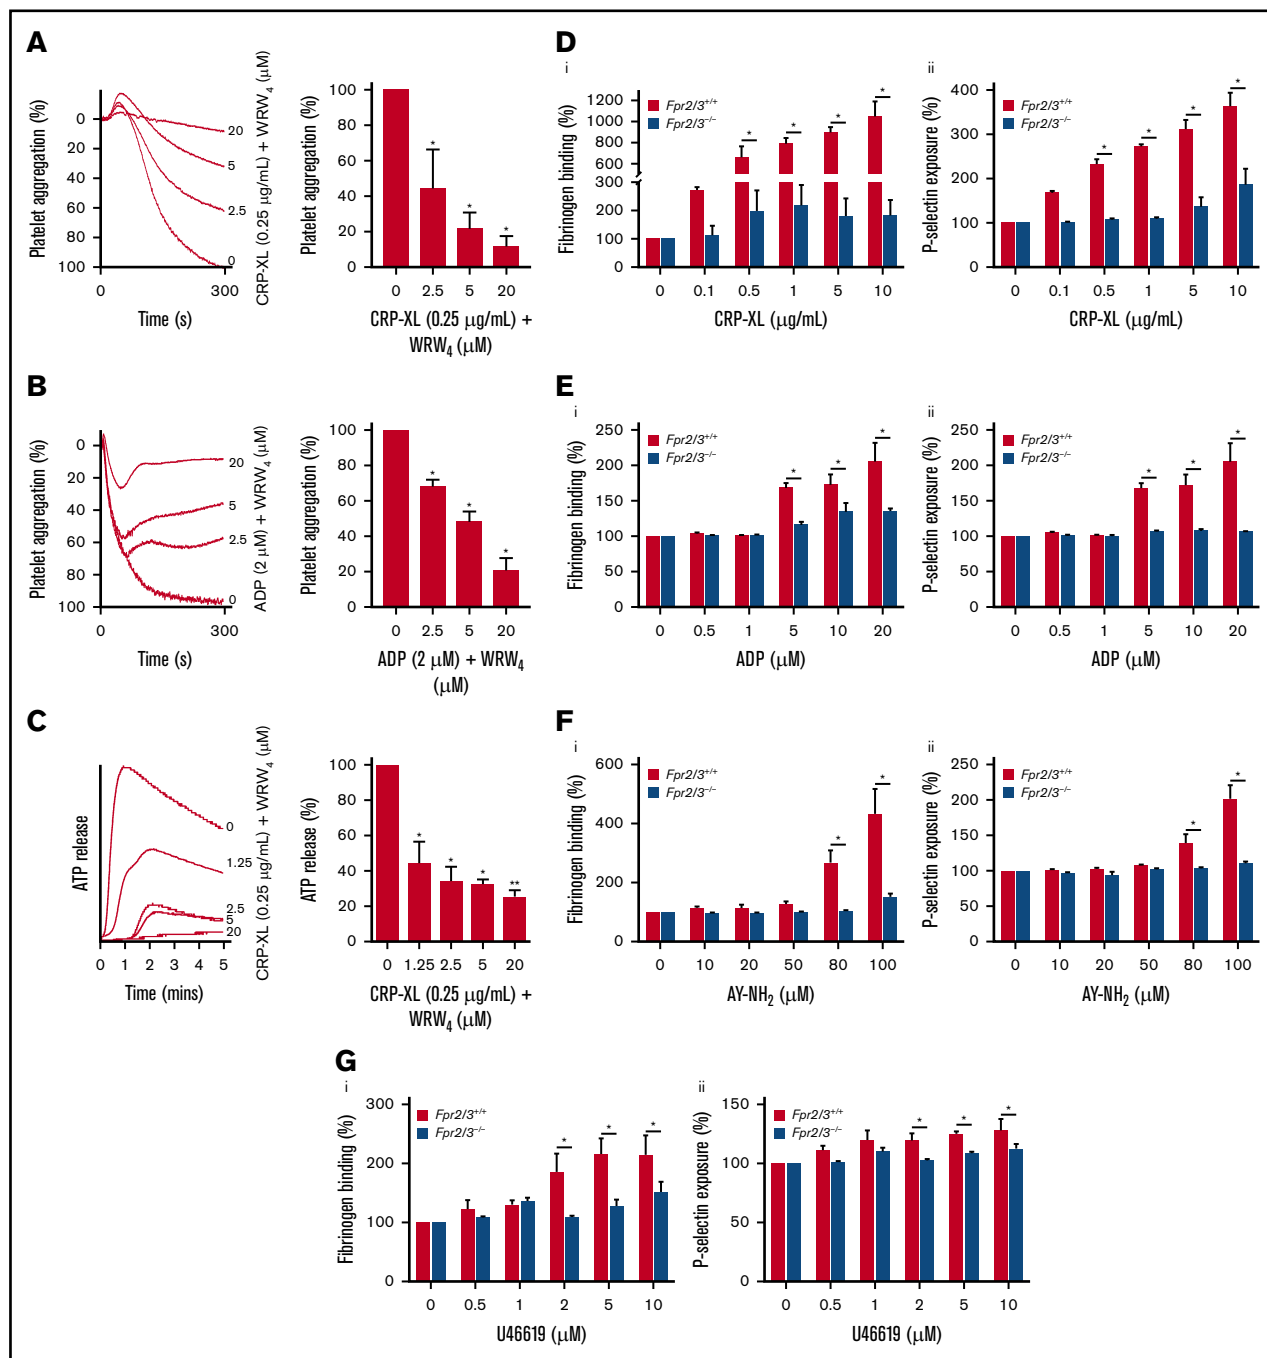 A
Platelet aggregation (%)
0
20
40
60
80
100
0
300
Time (s)
20
5
2.5
0
CRP-XL (0.25 μg/mL) + WRW4 (μM)
Platelet aggregation (%)
100
80
60
40
20
0
* * *
0 2.5 5 20
CRP-XL (0.25 μg/mL) +
WRW4 (μM)
D
i
Fibrinogen binding (%)
1200
1000
800
600
300
200
100
0
Fpr2/3+/+
Fpr2/3−/−
* * * *
0 0.1 0.5 1 5 10
CRP-XL (μg/mL)
ii
P-selectin exposure (%)
400
300
200
100
0
Fpr2/3+/+
Fpr2/3−/−
* * * *
0 0.1 0.5 1 5 10
CRP-XL (μg/mL)
B
Platelet aggregation (%)
0
20
40
60
80
100
0
300
Time (s)
20
5
2.5
0
ADP (2 μM) + WRW4 (μM)
Platelet aggregation (%)
100
80
60
40
20
0
* * *
0 2.5 5 20
ADP (2 μM) + WRW4
(μM)
E
i
Fibrinogen binding (%)
250
200
150
100
50
0
Fpr2/3+/+
Fpr2/3−/−
* * *
0 0.5 1 5 10 20
ADP (μM)
ii
P-selectin exposure (%)
250
200
150
100
50
0
Fpr2/3+/+
Fpr2/3−/−
* * *
0 0.5 1 5 10 20
ADP (μM)
C
ATP release
0 1 2 3 4 5
Time (mins)
0
1.25
2.5
5
20
CRP-XL (0.25 μg/mL) + WRW4 (μM)
ATP release (%)
100
80
60
40
20
0
* * * **
0 1.25 2.5 5 20
CRP-XL (0.25 μg/mL) +
WRW4 (μM)
F
i
Fibrinogen binding (%)
600
400
200
0
Fpr2/3+/+
Fpr2/3−/−
* *
0 10 20 50 80 100
AY-NH2 (μM)
ii
P-selectin exposure (%)
250
200
150
100
50
0
Fpr2/3+/+
Fpr2/3−/−
* *
0 10 20 50 80 100
AY-NH2 (μM)
G
i
Fibrinogen binding (%)
300
200
100
0
Fpr2/3+/+
Fpr2/3−/−
* * *
0 0.5 1 2 5 10
U46619 (μM)
ii
P-selectin exposure (%)
150
100
50
0
Fpr2/3+/+
Fpr2/3−/−
* * *
0 0.5 1 2 5 10
U46619 (μM)